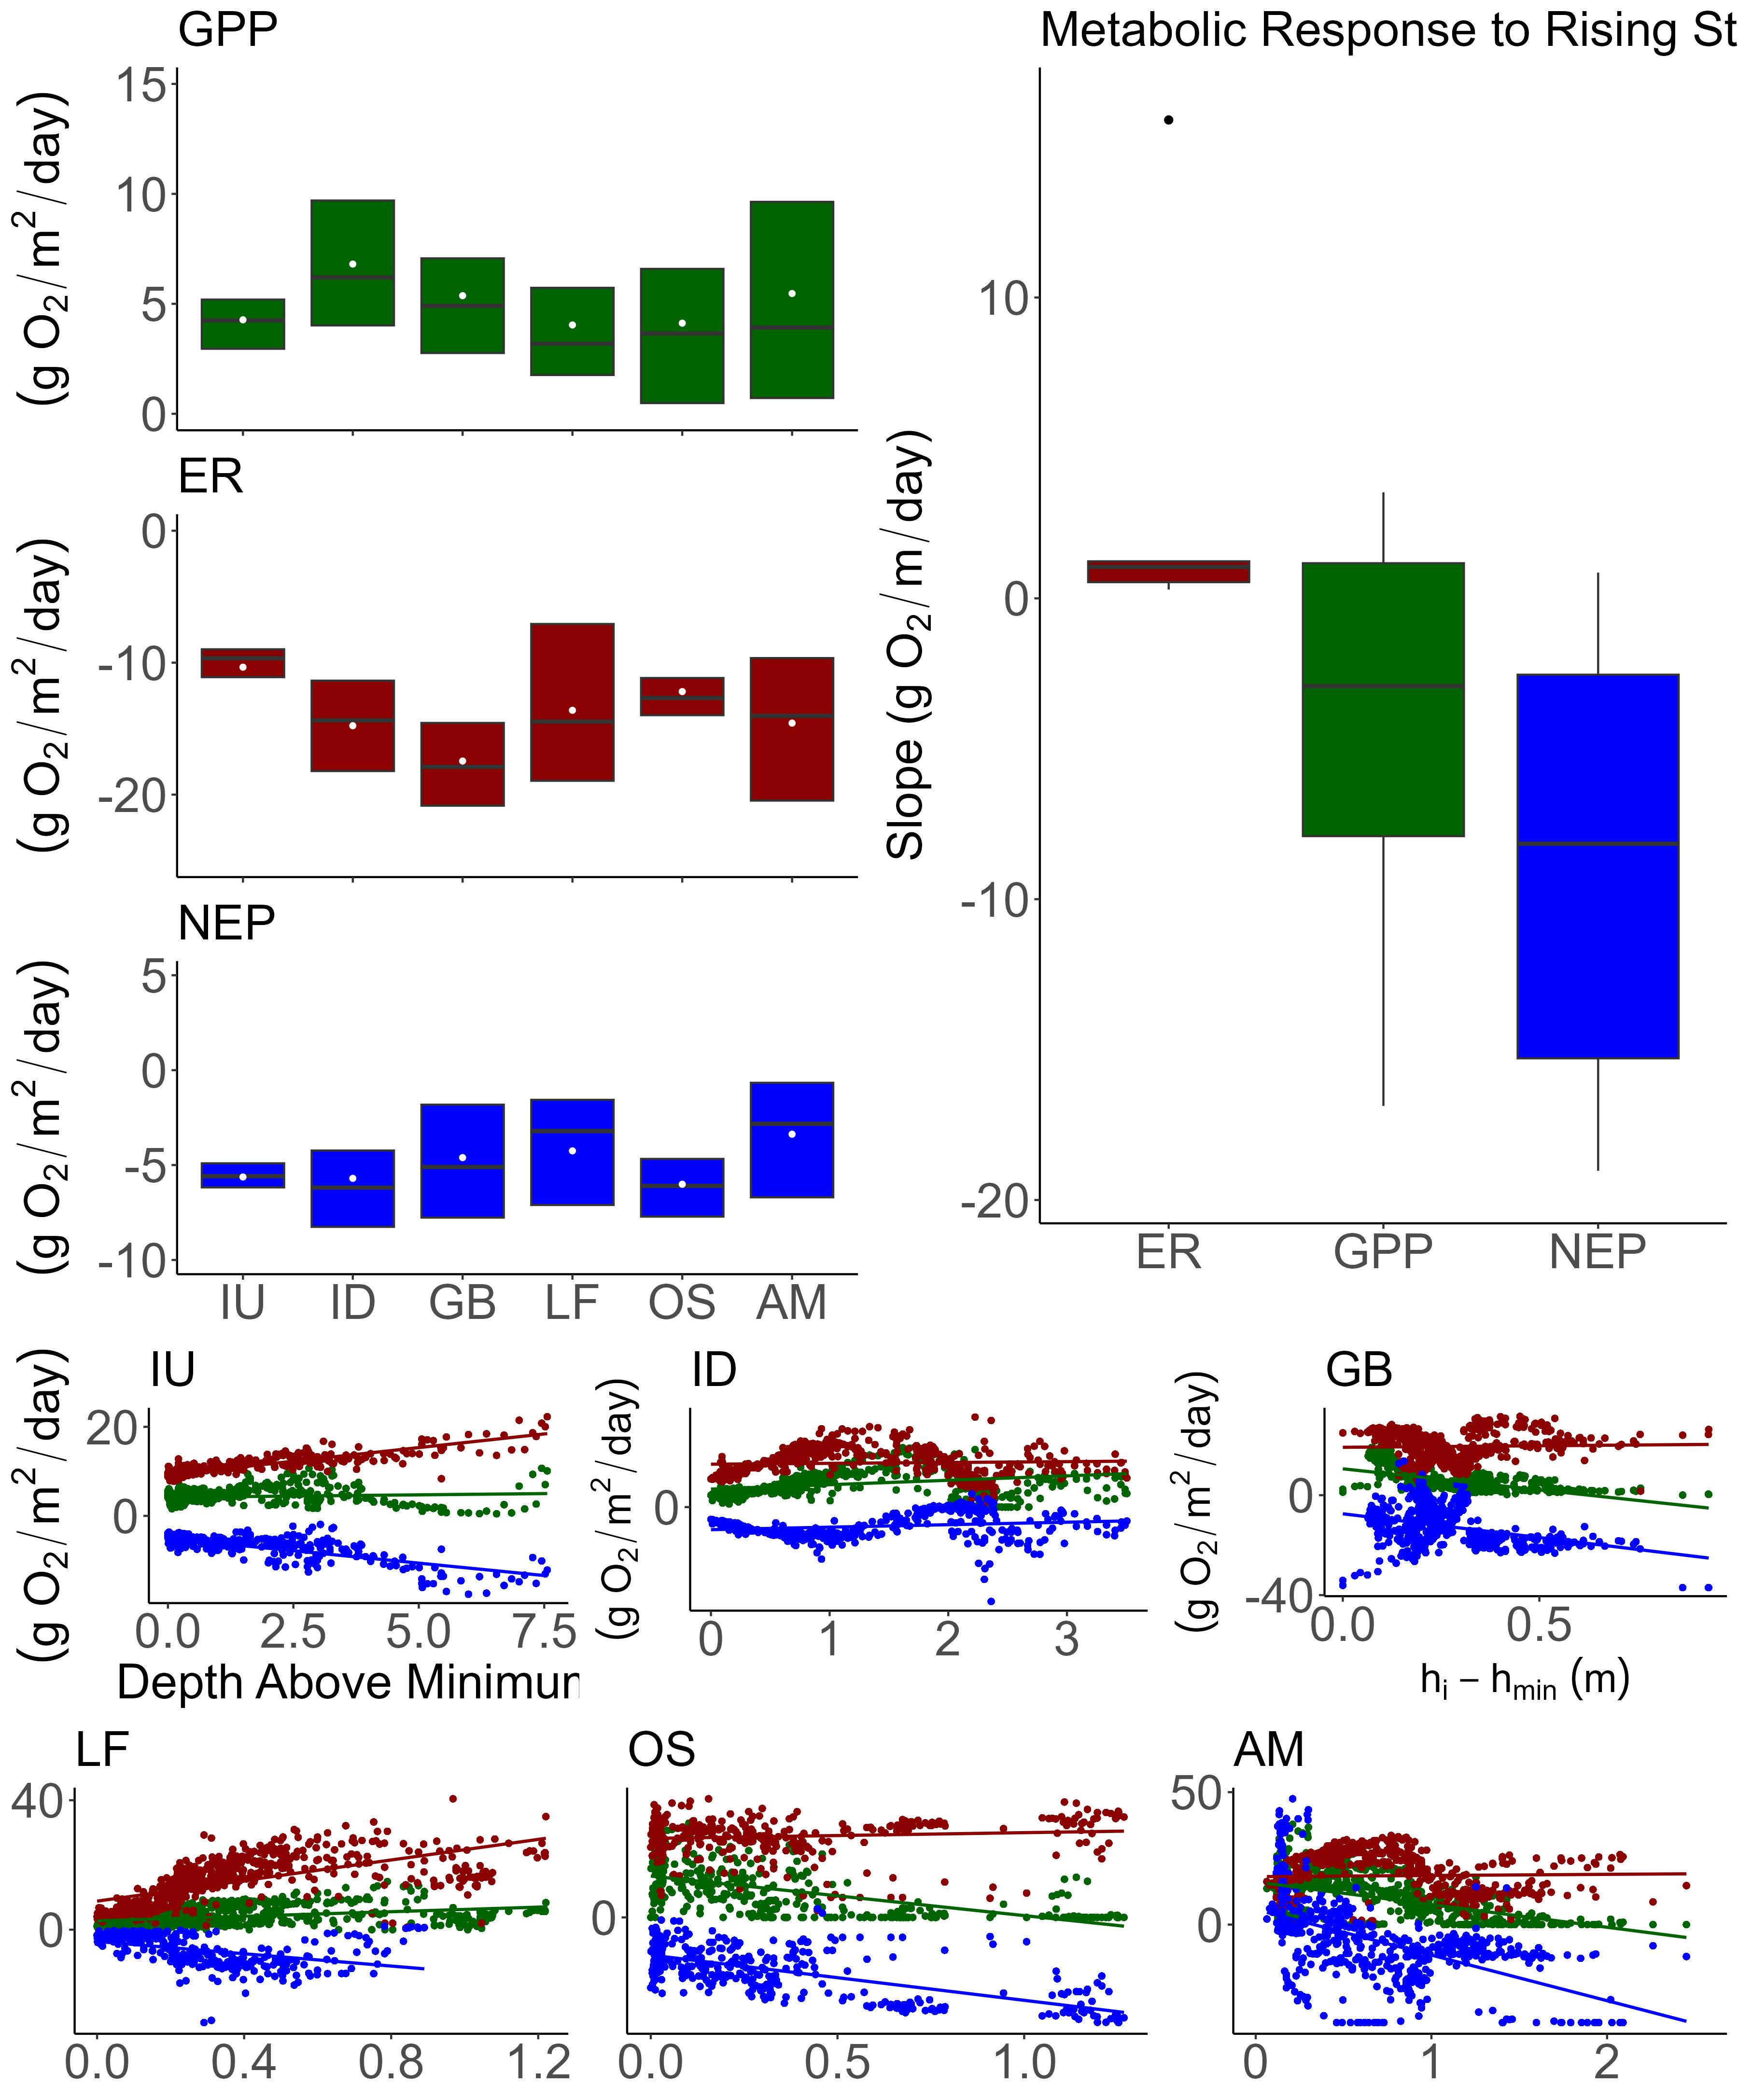 GPP
15
10
5
0
(g O₂/m²/day)
ER
0
-10
-20
(g O₂/m²/day)
NEP
5
0
-5
-10
(g O₂/m²/day)
IU ID GB LF OS AM
Metabolic Response to Rising St
10
0
-10
-20
Slope (g O₂/m/day)
ER GPP NEP
IU
20
0
(g O₂/m²/day)
0.0 2.5 5.0 7.5
Depth Above Minimum
ID
0
(g O₂/m²/day)
0 1 2 3
GB
0
-40
(g O₂/m²/day)
0.0 0.5
hᵢ − hmin (m)
LF
40
0
0.0 0.4 0.8 1.2
OS
0
0.0 0.5 1.0
AM
50
0
0 1 2